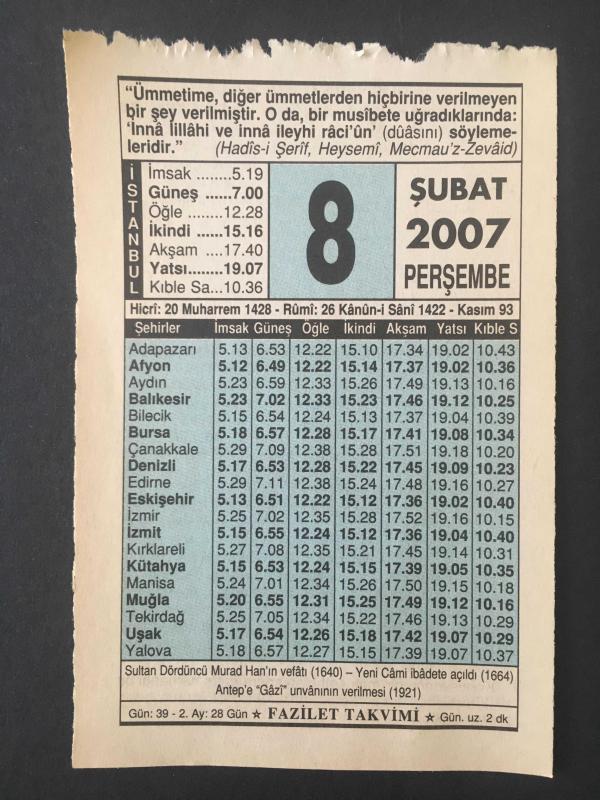 “Ümmetime, diğer ümmetlerden hiçbirine verilmeyen
bir şey verilmiştir. O da, bir musîbete uğradıklarında:
‘İnnâ lillâhi ve innâ ileyhi râci’ûn’ (dûâsını) söyleme-
leridir.” (Hadîs-i Şerîf, Heysemî, Mecmau’z-Zevâid)
İSTANBUL
İmsak ........5.19
Güneş ......7.00
Öğle .......12.28
İkindi .....15.16
Akşam ....17.40
Yatsı........19.07
Kıble Sa...10.36
8
ŞUBAT
2007
PERŞEMBE
Hicrî: 20 Muharrem 1428 - Rûmî: 26 Kânûn-i Sânî 1422 - Kasım 93
Şehirler İmsak Güneş Öğle İkindi Akşam Yatsı Kıble S
Adapazarı 5.13 6.53 12.22 15.10 17.34 19.02 10.43
Afyon 5.12 6.49 12.22 15.14 17.37 19.02 10.36
Aydın 5.23 6.59 12.33 15.26 17.49 19.13 10.16
Balıkesir 5.23 7.02 12.33 15.23 17.46 19.12 10.25
Bilecik 5.15 6.54 12.24 15.13 17.37 19.04 10.39
Bursa 5.18 6.57 12.28 15.17 17.41 19.08 10.34
Çanakkale 5.29 7.09 12.38 15.28 17.51 19.18 10.20
Denizli 5.17 6.53 12.28 15.22 17.45 19.09 10.23
Edirne 5.29 7.11 12.38 15.24 17.48 19.16 10.27
Eskişehir 5.13 6.51 12.22 15.12 17.36 19.02 10.40
İzmir 5.25 7.02 12.35 15.28 17.52 19.16 10.15
İzmit 5.15 6.55 12.24 15.12 17.36 19.04 10.40
Kırklareli 5.27 7.08 12.35 15.21 17.45 19.14 10.31
Kütahya 5.15 6.53 12.24 15.15 17.39 19.05 10.35
Manisa 5.24 7.01 12.34 15.26 17.50 19.15 10.18
Muğla 5.20 6.55 12.31 15.25 17.49 19.12 10.16
Tekirdağ 5.25 7.05 12.34 15.22 17.46 19.13 10.29
Uşak 5.17 6.54 12.26 15.18 17.42 19.07 10.29
Yalova 5.18 6.57 12.27 15.15 17.39 19.07 10.37
Sultan Dördüncü Murad Han’ın vefâtı (1640) – Yeni Câmi ibâdete açıldı (1664)
Antep’e “Gâzî” unvânının verilmesi (1921)
Gün: 39 - 2. Ay: 28 Gün ★ FAZİLET TAKVİMİ ★ Gün. uz. 2 dk